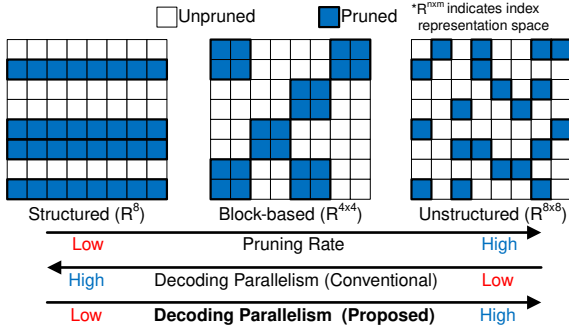 Unpruned
Pruned
*R^nxm indicates index
representation space
Structured (R^8)
Block-based (R^4x4)
Unstructured (R^8x8)
Low
Pruning Rate
High
High
Decoding Parallelism (Conventional)
Low
Low
Decoding Parallelism (Proposed)
High